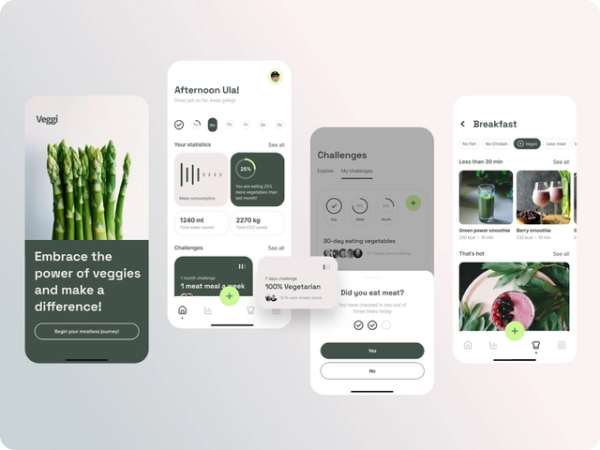 Veggi
Embrace the
power of veggies
and make a
difference!
Begin your meatless journey!
Afternoon Ula!
Great job so far, keep going!
Your statistics
See all
Meat consumption
25%
You are eating 25%
more vegetables than
last month!
1240 ml
Total water saved
2270 kg
Total CO2 saved
Challenges
See all
1 month challenge
1 meat meal a week
7 days challenge
100% Vegetarian
Challenges
Explore
My challenges
Day
Week
Month
30-day eating vegetables
Did you eat meat?
You have checked in two out of
three times today
Yes
No
Breakfast
No fish
No Chicken
Vegan
Less meat
Less than 30 min
See all
Green power smoothie
Berry smoothie
That's hot
See all